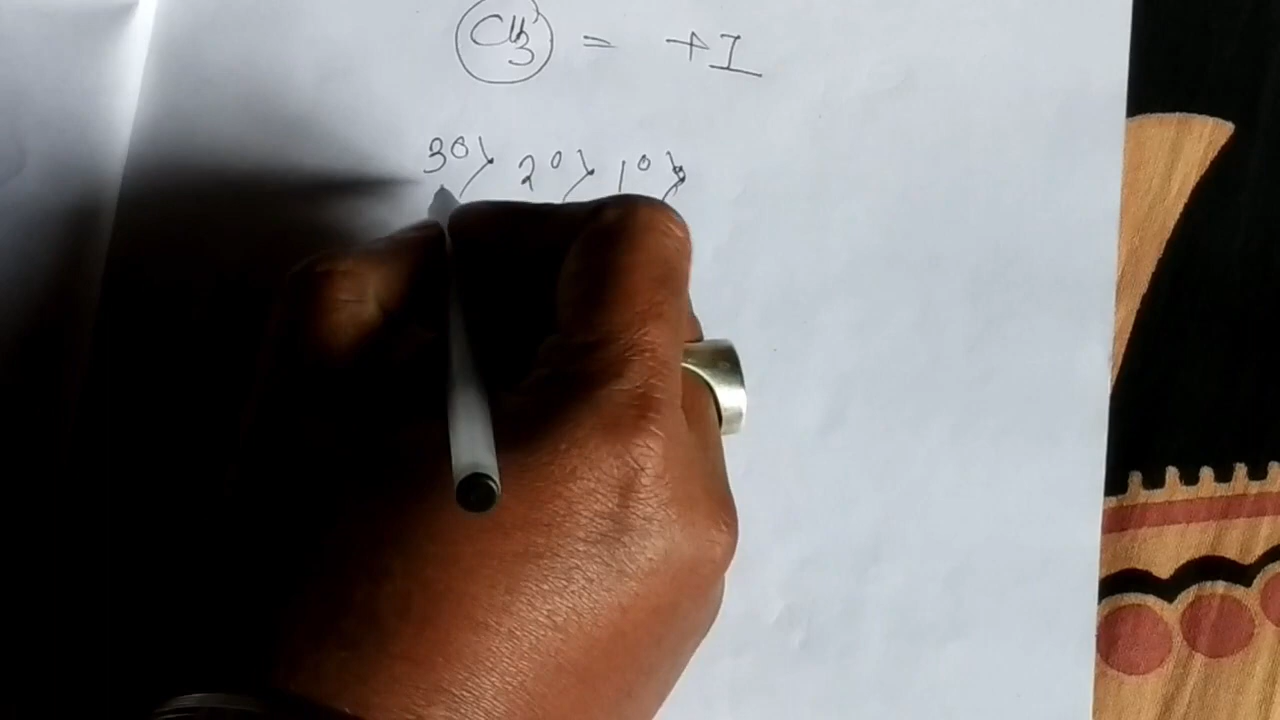 CH3 = +I
3° > 2° > 1° >